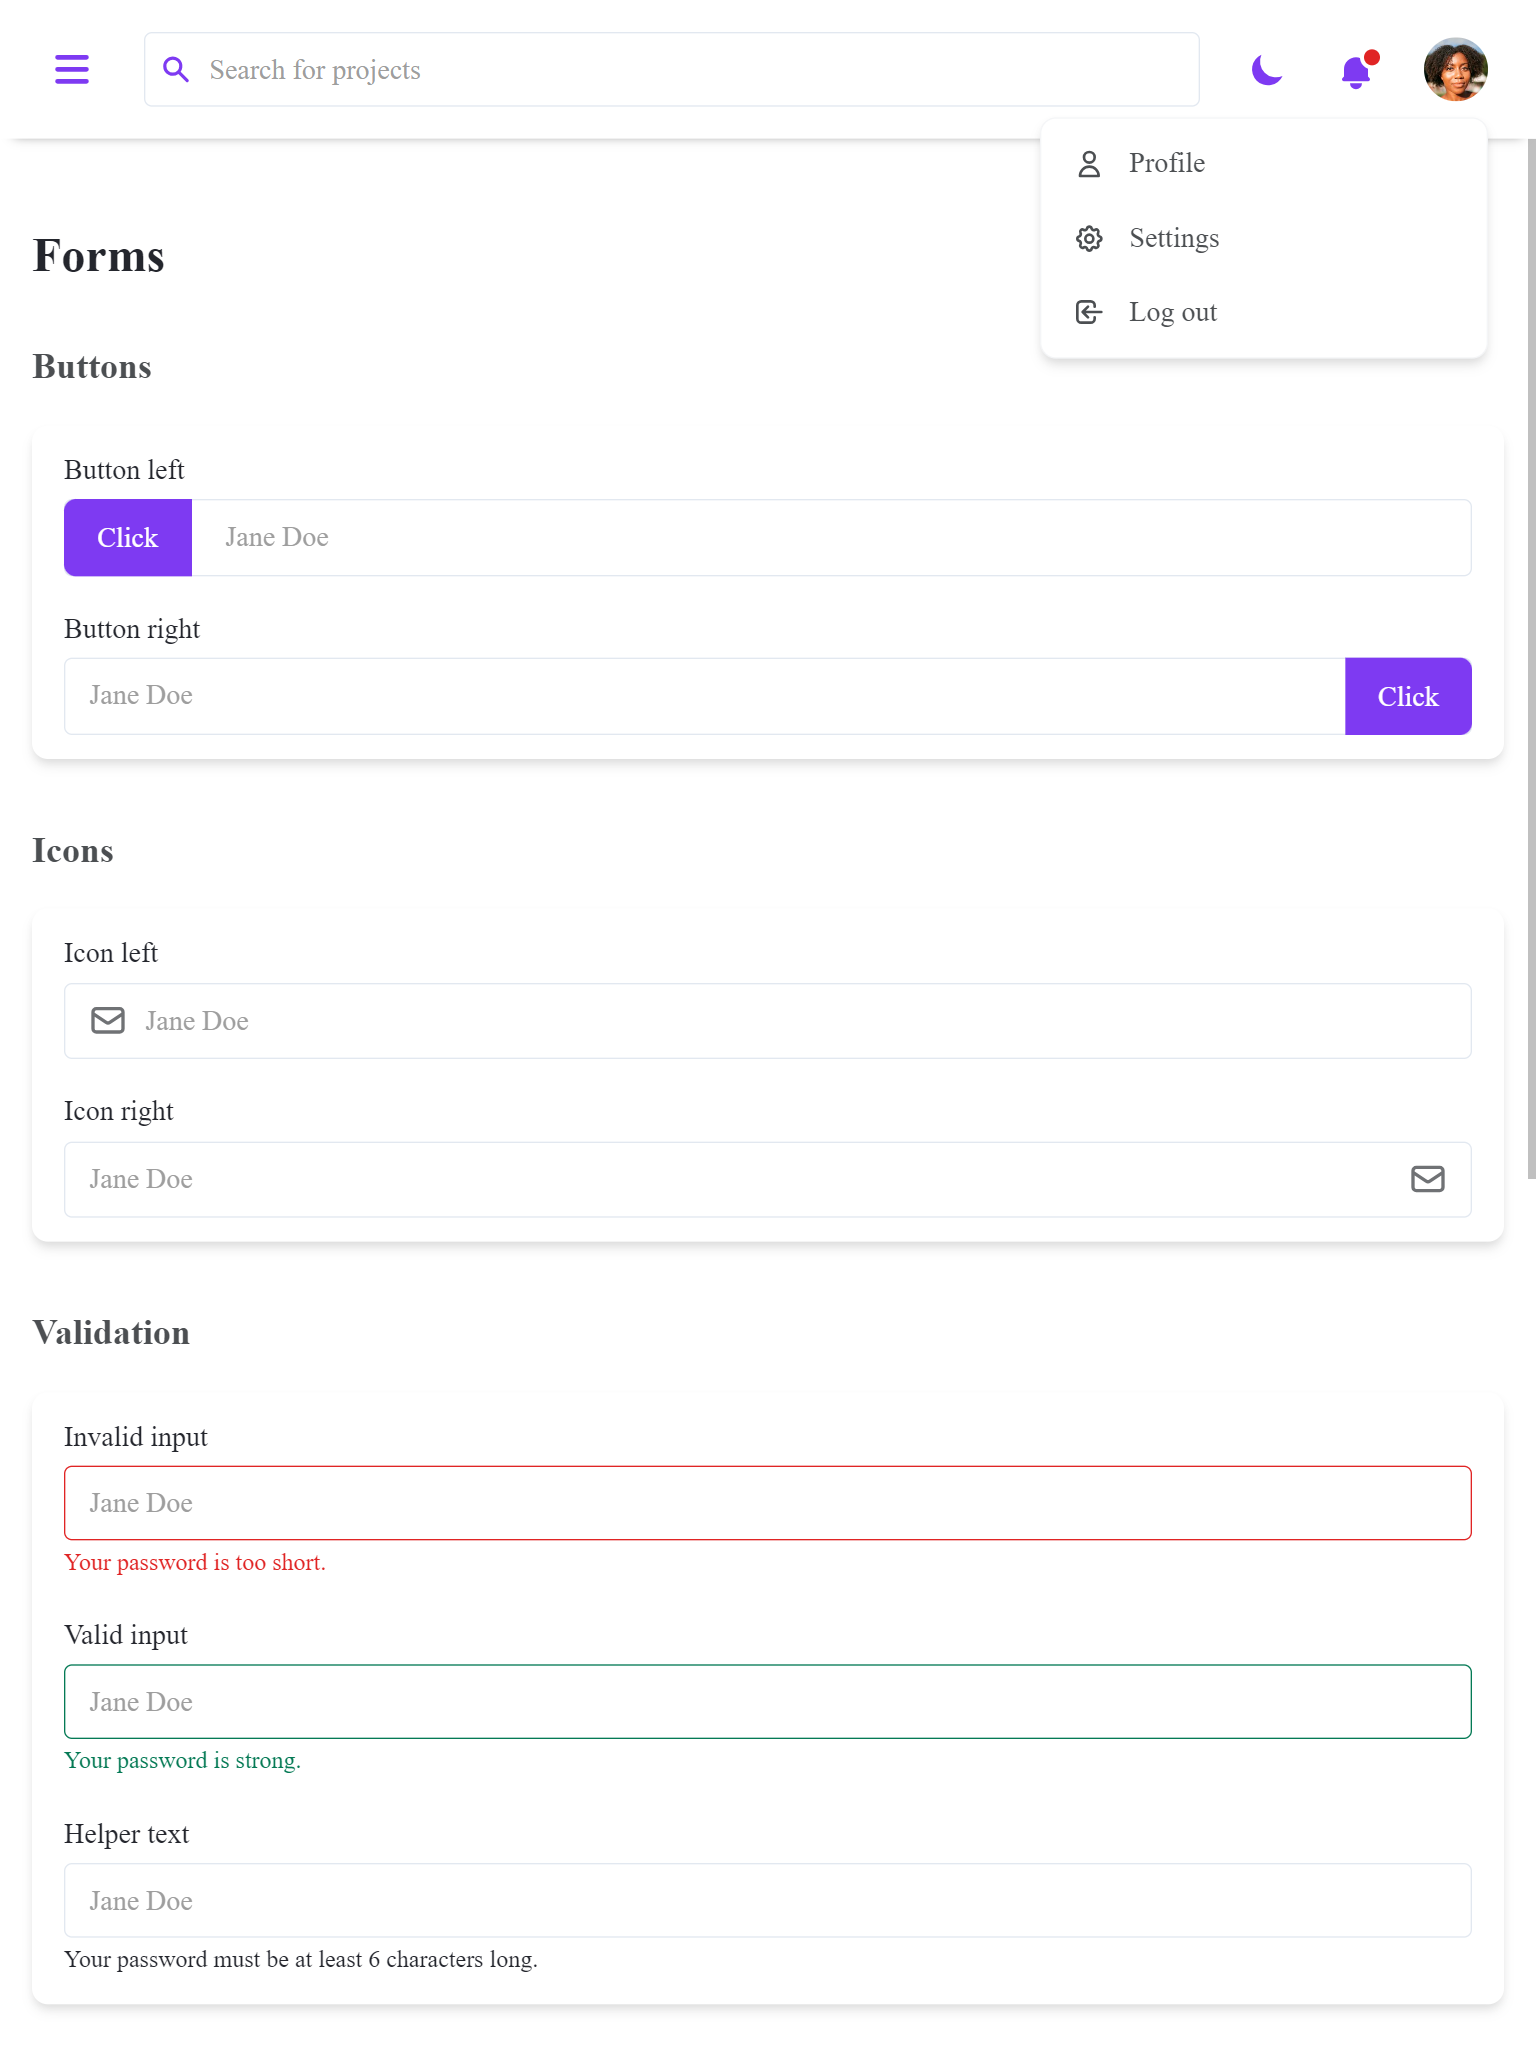 Search for projects
Profile
Settings
Log out
Forms
Buttons
Button left
Click
Jane Doe
Button right
Jane Doe
Click
Icons
Icon left
Jane Doe
Icon right
Jane Doe
Validation
Invalid input
Jane Doe
Your password is too short.
Valid input
Jane Doe
Your password is strong.
Helper text
Jane Doe
Your password must be at least 6 characters long.